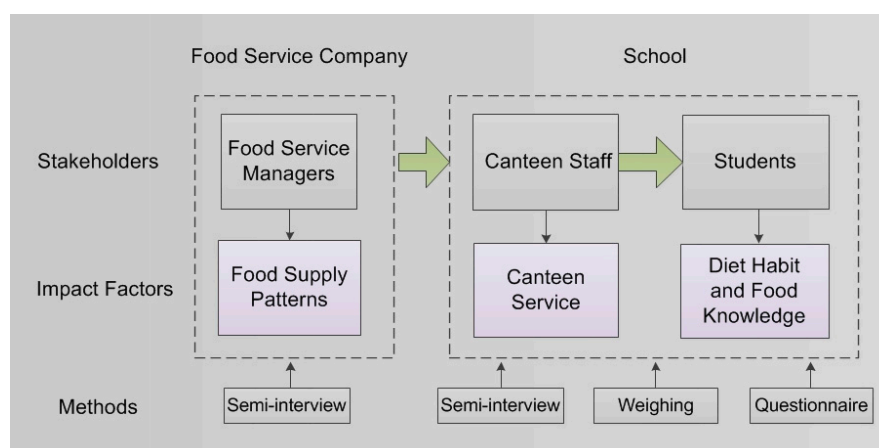 Food Service Company
School
Stakeholders
Food Service
Managers
Canteen Staff
Students
Impact Factors
Food Supply
Patterns
Canteen
Service
Diet Habit
and Food
Knowledge
Methods
Semi-interview
Semi-interview
Weighing
Questionnaire